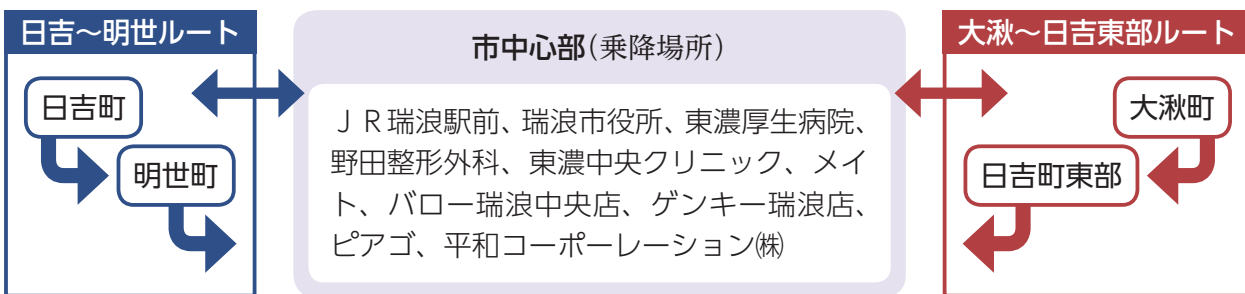 日吉～明世ルート
日吉町
明世町
市中心部(乗降場所)
ＪＲ瑞浪駅前、瑞浪市役所、東濃厚生病院、
野田整形外科、東濃中央クリニック、メイ
ト、バロー瑞浪中央店、ゲンキー瑞浪店、
ピアゴ、平和コーポーレーション㈱
大湫～日吉東部ルート
大湫町
日吉町東部